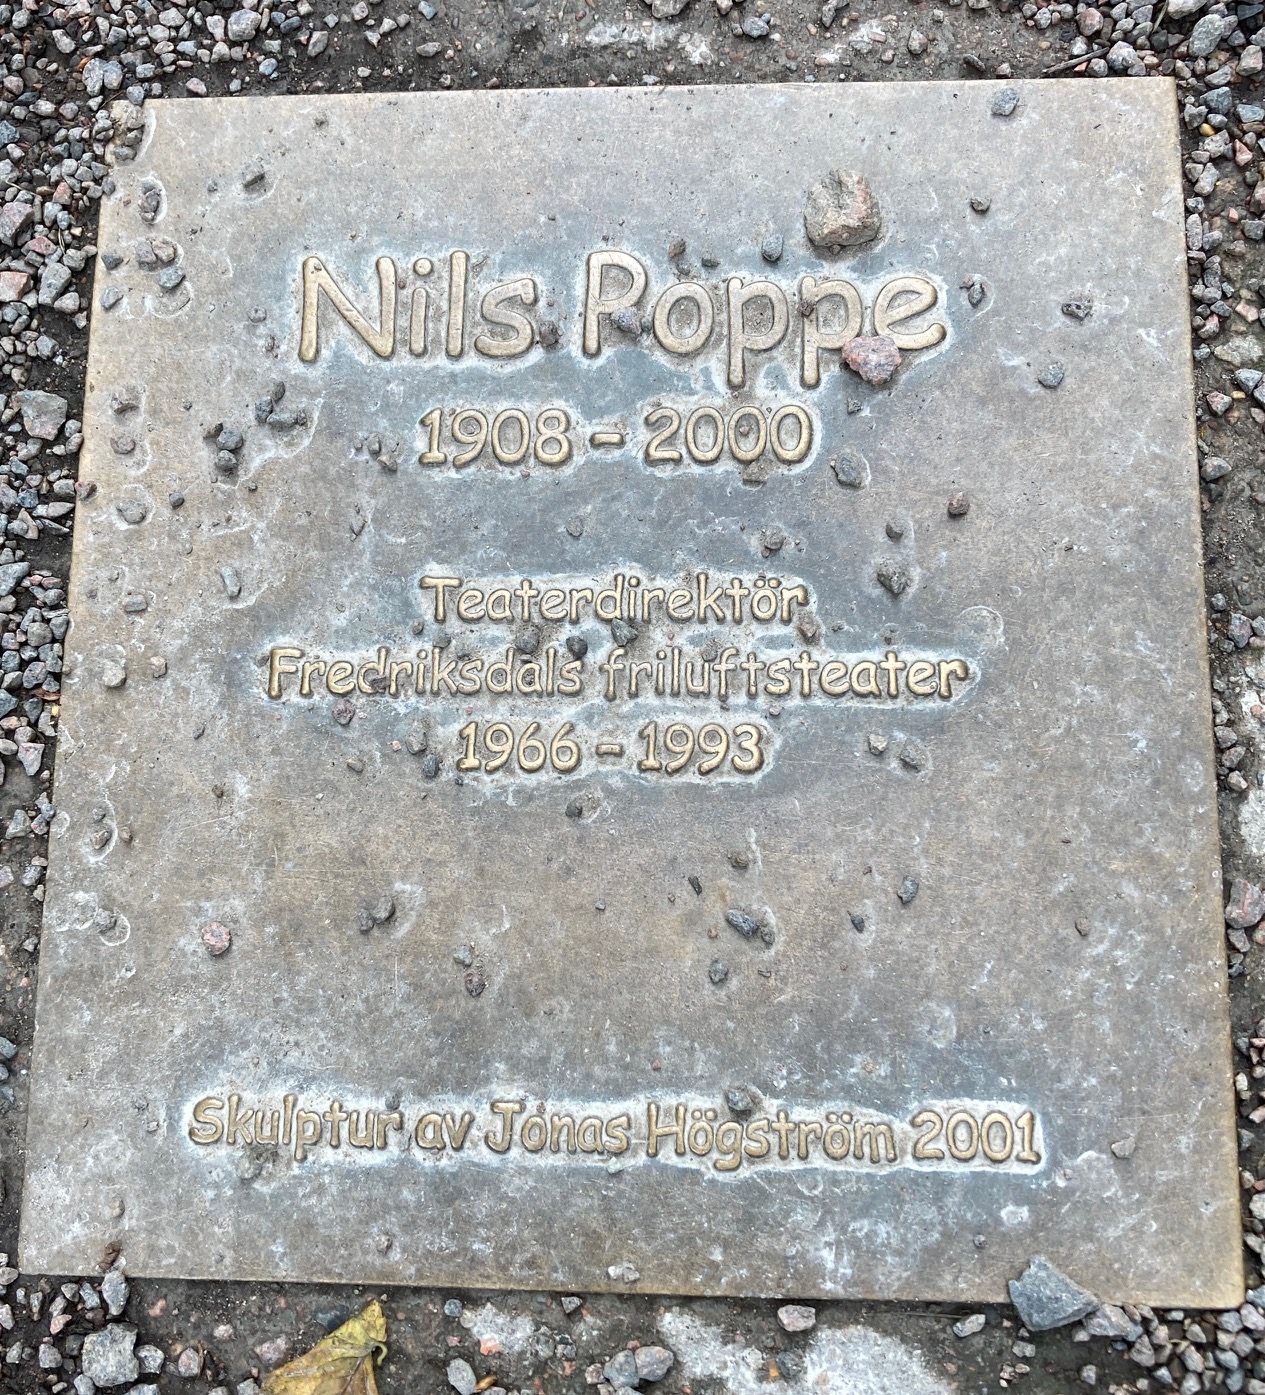 Nils Poppe
1908 - 2000
Teaterdirektör
Fredriksdals friluftsteater
1966 - 1993
Skulptur av Jonas Högström 2001